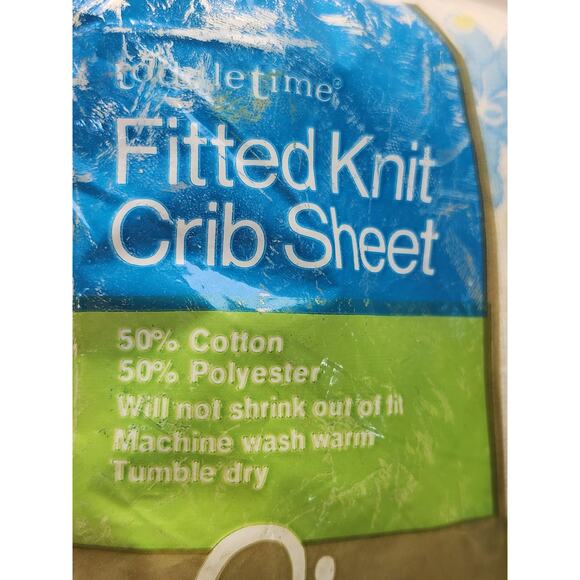 toddletime®
Fitted Knit
Crib Sheet
50% Cotton
50% Polyester
Will not shrink out of fit
Machine wash warm
Tumble dry